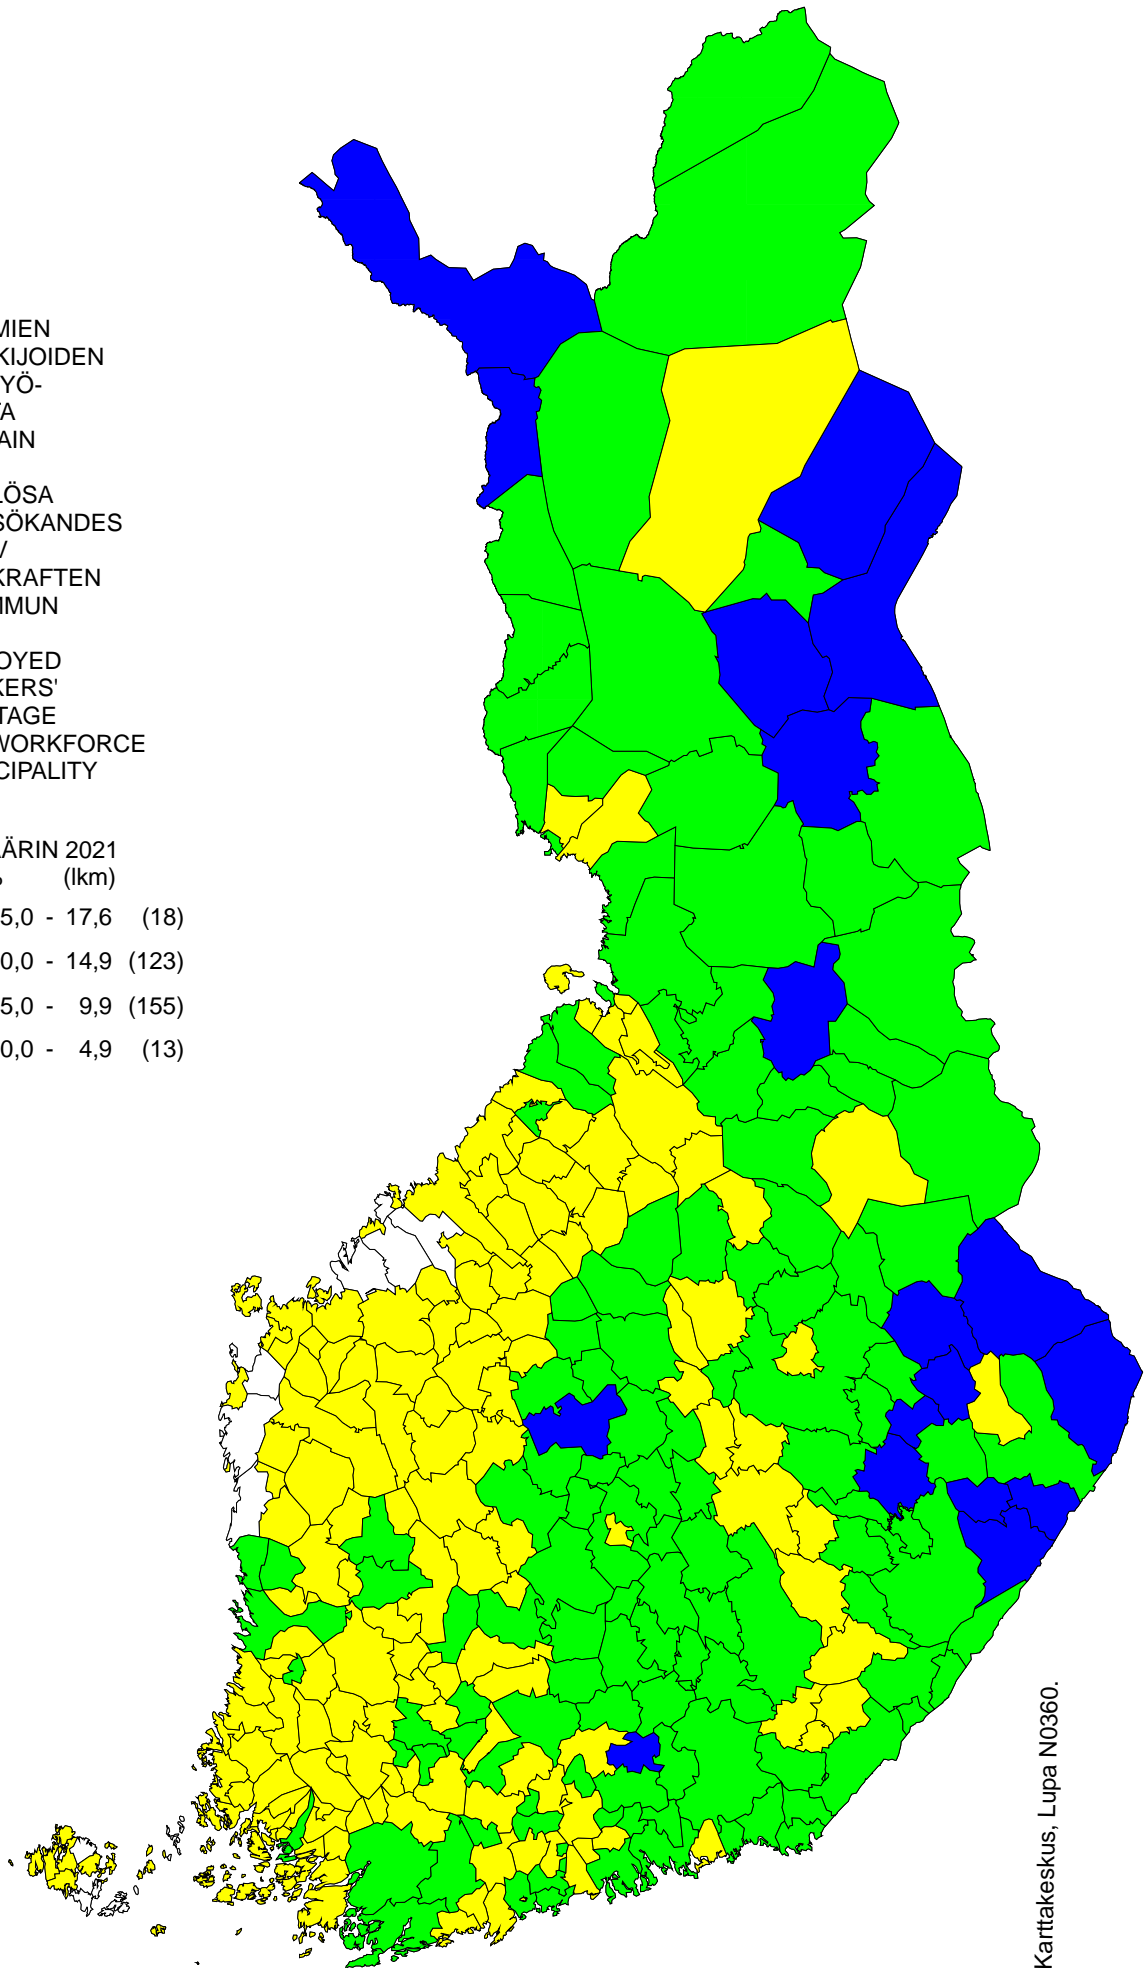 MIEN
KIJOIDEN
YÖ-
TA
AIN
LÖSA
SÖKANDES
V
KRAFTEN
MMUN
OYED
KERS'
TAGE
WORKFORCE
CIPALITY
ÄÄRIN 2021
% (lkm)
5,0 - 17,6 (18)
0,0 - 14,9 (123)
5,0 - 9,9 (155)
0,0 - 4,9 (13)
Karttakeskus, Lupa N0360.